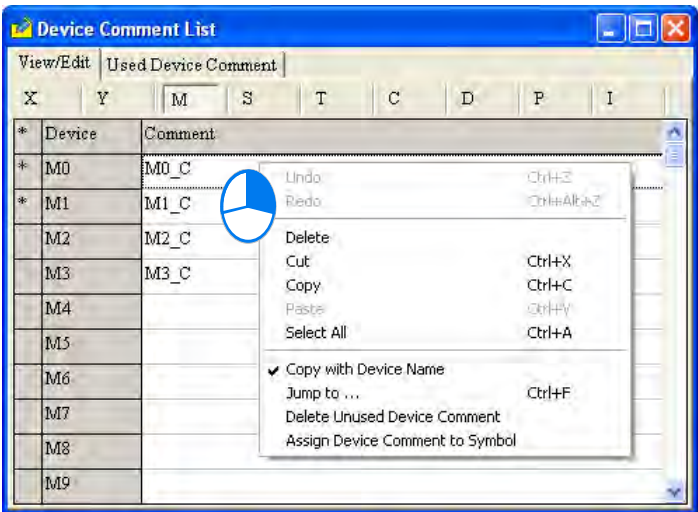 Device Comment List
View/Edit Used Device Comment
X Y M S T C D P I
* Device Comment
* M0 M0_C
* M1 M1_C
M2 M2_C
M3 M3_C
M4
M5
M6
M7
M8
M9
Undo Ctrl+Z
Redo Ctrl+Alt+Z
Delete
Cut Ctrl+X
Copy Ctrl+C
Paste Ctrl+V
Select All Ctrl+A
✔ Copy with Device Name
Jump to ... Ctrl+F
Delete Unused Device Comment
Assign Device Comment to Symbol